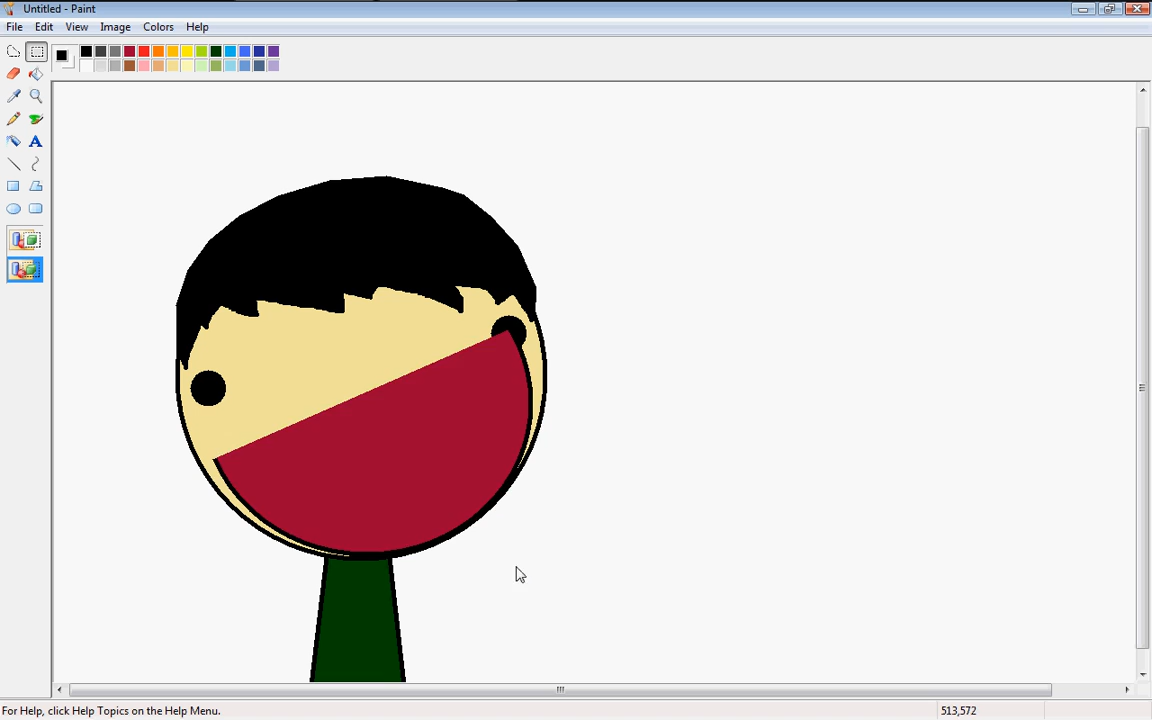 Untitled - Paint
File Edit View Image Colors Help
A
For Help, click Help Topics on the Help Menu. 513,572